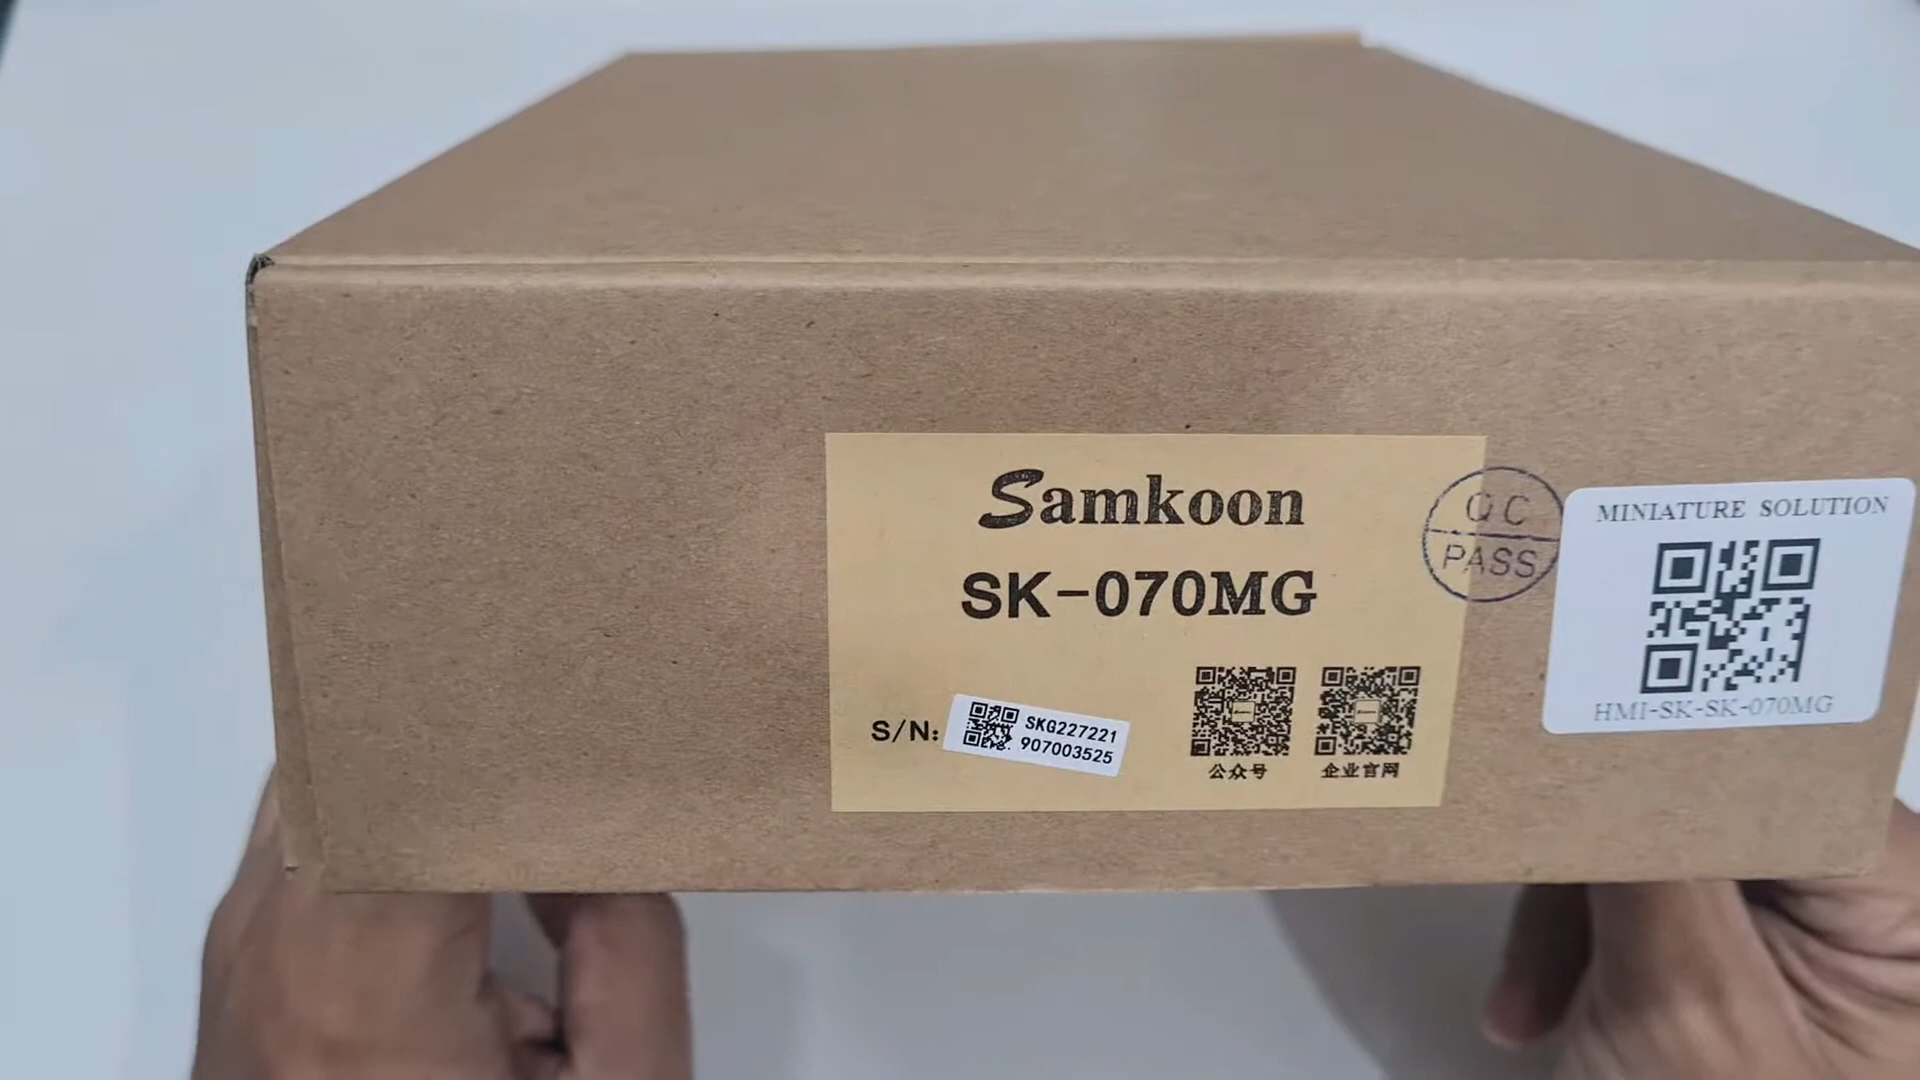 Samkoon
SK-070MG
S/N:
SKG227221
907003525
公众号
企业官网
QC
PASS
MINIATURE SOLUTION
HMI-SK-SK-070MG